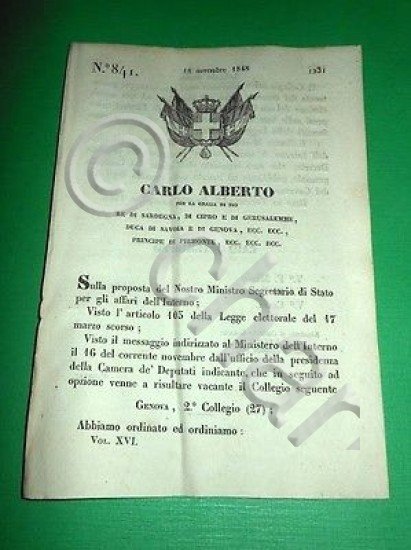 N.º 841.
18 novembre 1848
1231
CARLO ALBERTO
PER LA GRAZIA DI DIO
RE DI SARDEGNA, DI CIPRO E DI GERUSALEMME,
DUCA DI SAVOIA E DI GENOVA, ECC. ECC.,
PRINCIPE DI PIEMONTE, ECC. ECC. ECC.
Sulla proposta del Nostro Ministro Segretario di Stato
per gli affari dell'Interno;
Visto l'articolo 105 della Legge elettorale del 17
marzo scorso;
Visto il messaggio indirizzato al Ministero dell'Interno
il 16 del corrente novembre dall'uffizio della presidenza
della Camera de' Deputati indicante, che in seguito ad
opzione venne a risultare vacante il Collegio seguente
GENOVA, 2.º Collegio (27);
Abbiamo ordinato ed ordiniamo:
VOL. XVI.